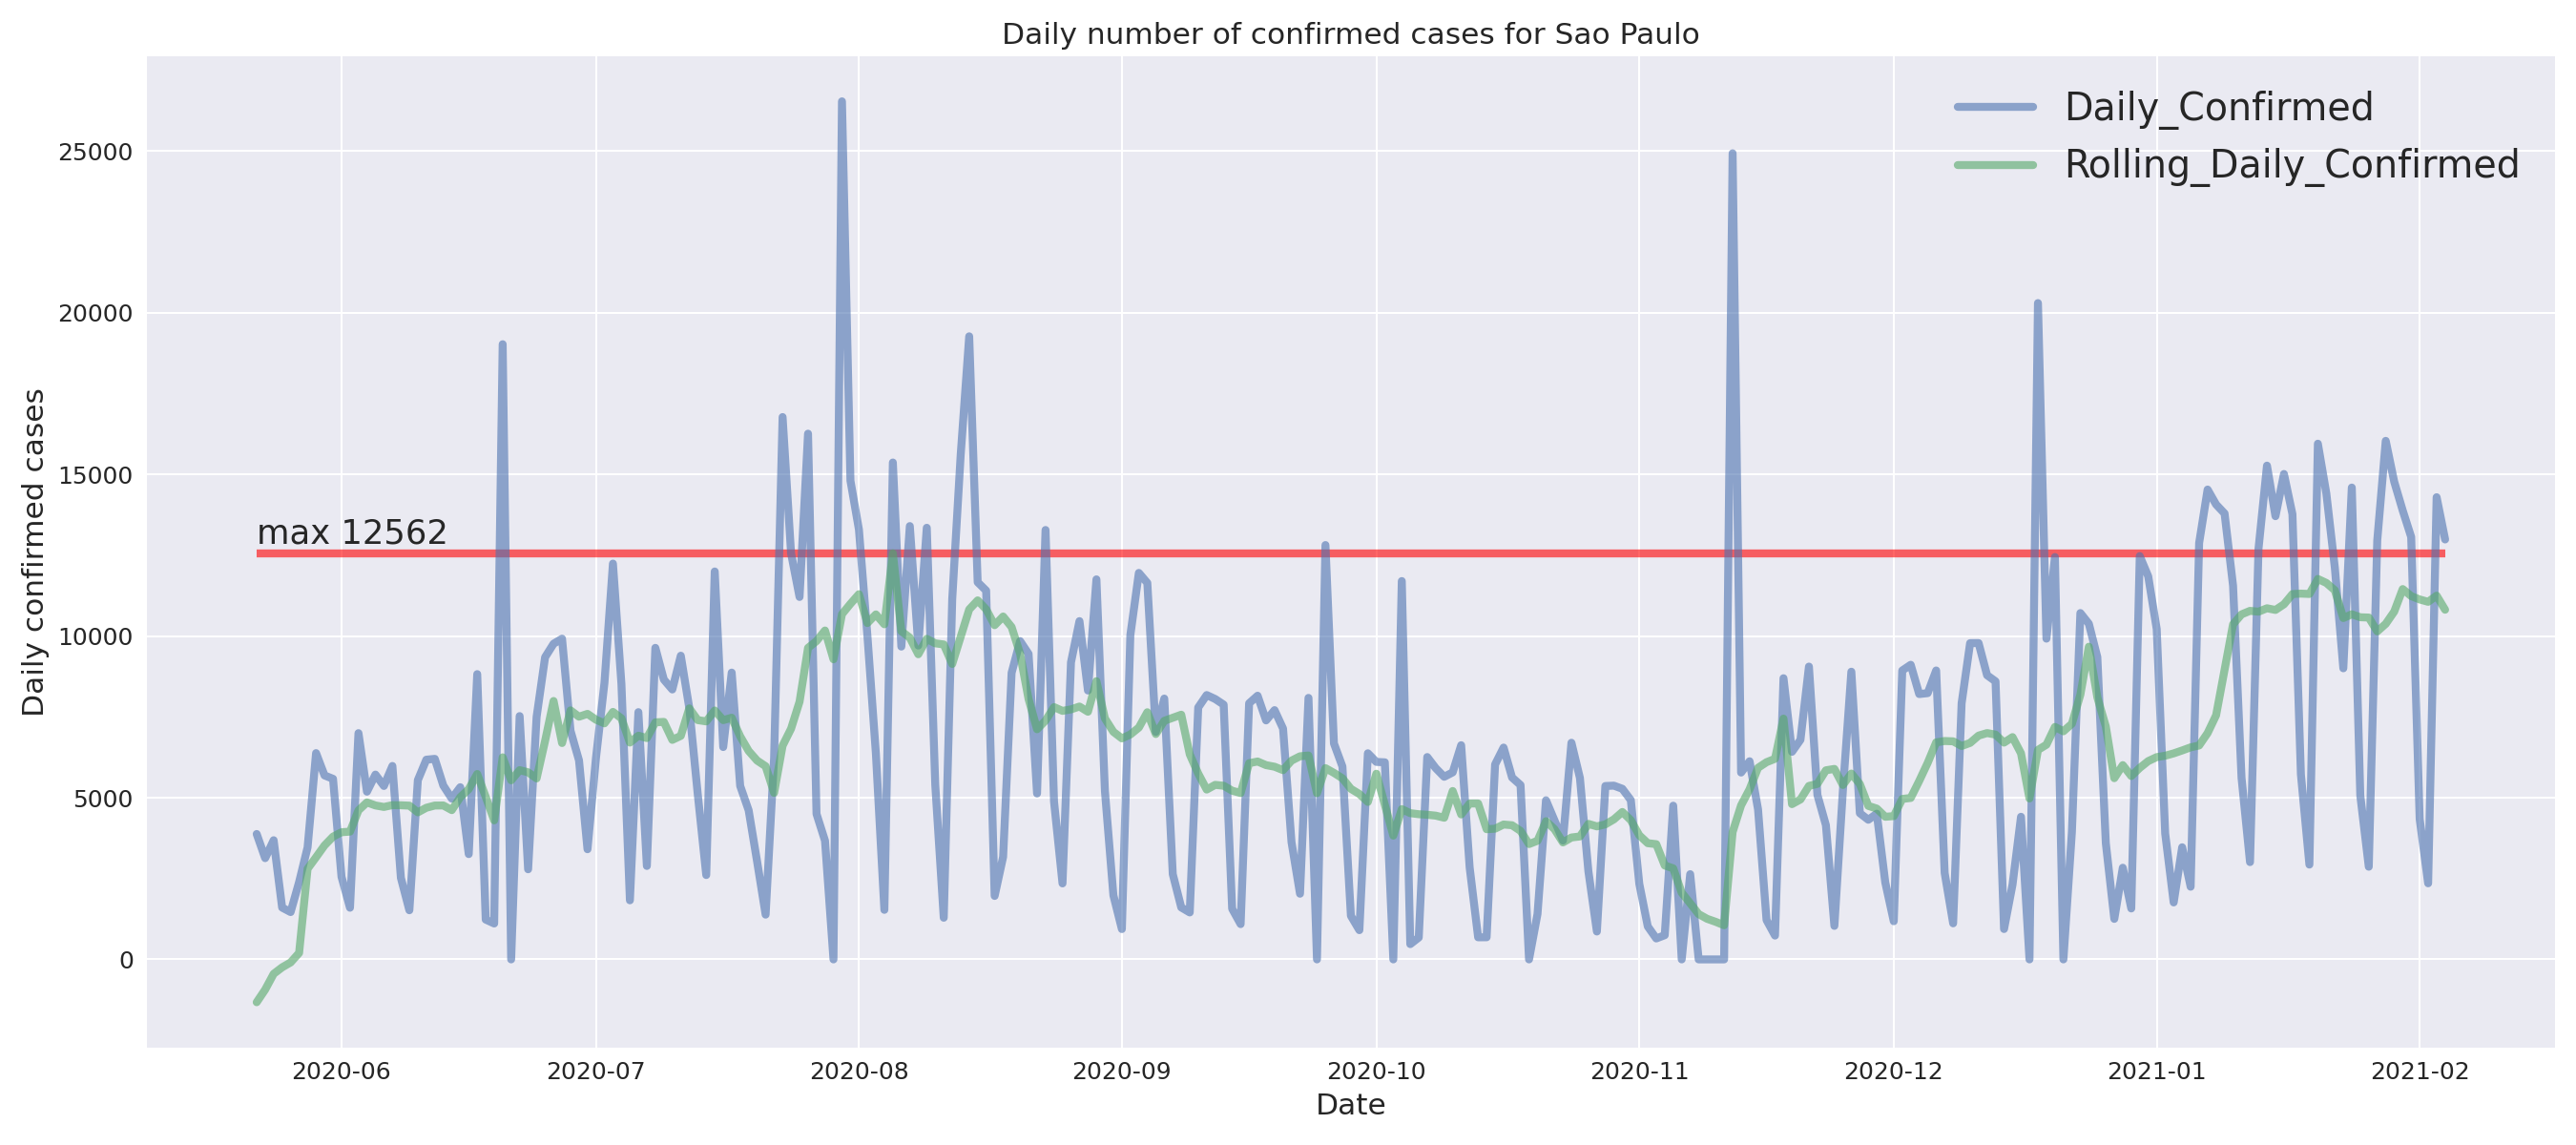 Daily number of confirmed cases for Sao Paulo
Daily_Confirmed
Rolling_Daily_Confirmed
max 12562
Daily confirmed cases
25000
20000
15000
10000
5000
0
2020-06 2020-07 2020-08 2020-09 2020-10 2020-11 2020-12 2021-01 2021-02
Date